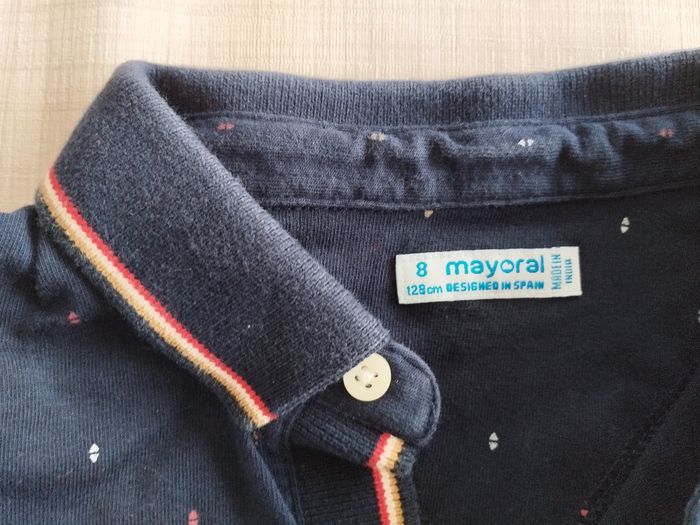 8 mayoral
128cm DESIGNED IN SPAIN
MADE IN
INDIA